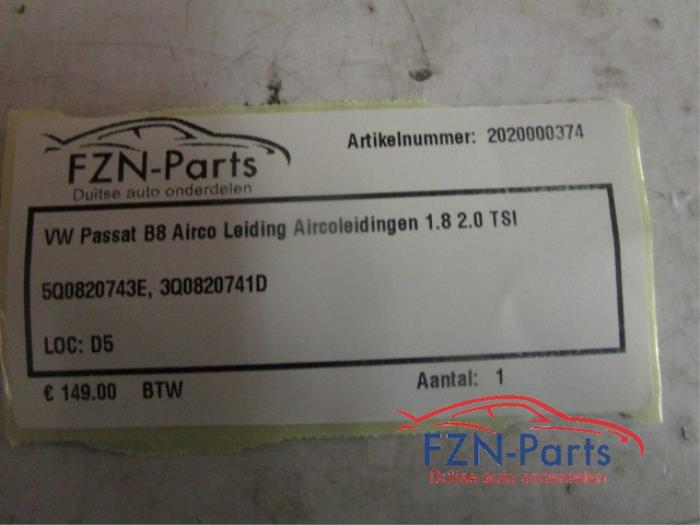 FZN-Parts
Duitse auto onderdelen
Artikelnummer: 2020000374
VW Passat B8 Airco Leiding Aircoleidingen 1.8 2.0 TSI
5Q0820743E, 3Q0820741D
LOC: D5
€ 149.00 BTW
Aantal: 1
FZN-Parts
Duitse auto onderdelen